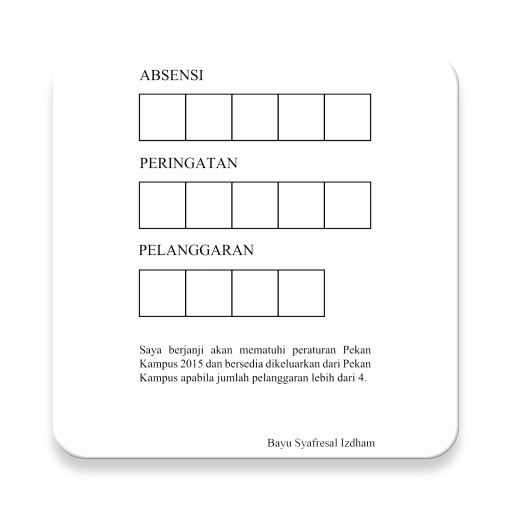 ABSENSI
PERINGATAN
PELANGGARAN
Saya berjanji akan mematuhi peraturan Pekan
Kampus 2015 dan bersedia dikeluarkan dari Pekan
Kampus apabila jumlah pelanggaran lebih dari 4.
Bayu Syafresal Izdham